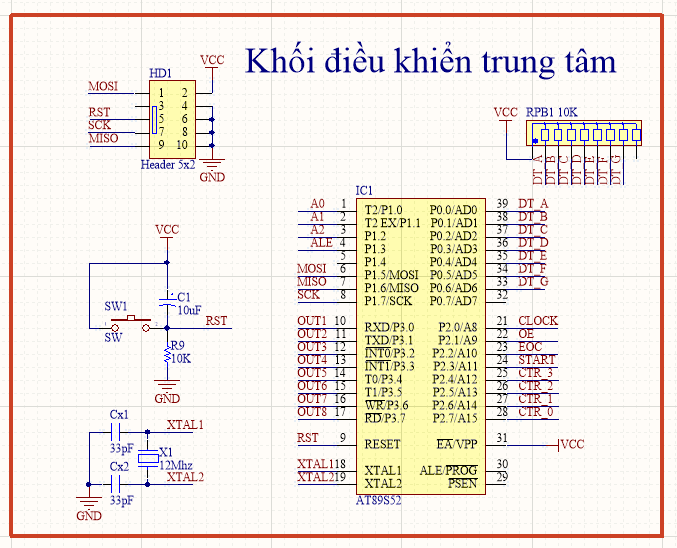 Khối điều khiển trung tâm
HD1
VCC
MOSI 1 2
3 4
RST 5 6
SCK 7 8
MISO 9 10
Header 5x2
GND
VCC RPB1 10K
DT_A DT_B DT_C DT_D DT_E DT_F DT_G
IC1
A0 1 T2/P1.0 P0.0/AD0 39 DT_A
A1 2 T2 EX/P1.1 P0.1/AD1 38 DT_B
A2 3 P1.2 P0.2/AD2 37 DT_C
ALE 4 P1.3 P0.3/AD3 36 DT_D
5 P1.4 P0.4/AD4 35 DT_E
MOSI 6 P1.5/MOSI P0.5/AD5 34 DT_F
MISO 7 P1.6/MISO P0.6/AD6 33 DT_G
SCK 8 P1.7/SCK P0.7/AD7 32
OUT1 10 RXD/P3.0 P2.0/A8 21 CLOCK
OUT2 11 TXD/P3.1 P2.1/A9 22 OE
OUT3 12 INT0/P3.2 P2.2/A10 23 EOC
OUT4 13 INT1/P3.3 P2.3/A11 24 START
OUT5 14 T0/P3.4 P2.4/A12 25 CTR_3
OUT6 15 T1/P3.5 P2.5/A13 26 CTR_2
OUT7 16 WR/P3.6 P2.6/A14 27 CTR_1
OUT8 17 RD/P3.7 P2.7/A15 28 CTR_0
RST 9 RESET EA/VPP 31 VCC
XTAL1 18 XTAL1 ALE/PROG 30
XTAL2 19 XTAL2 PSEN 29
AT89S52
VCC
C1
10uF
SW1
SW
1 2
RST
R9
10K
GND
Cx1
33pF
XTAL1
X1
12Mhz
Cx2
33pF
XTAL2
GND